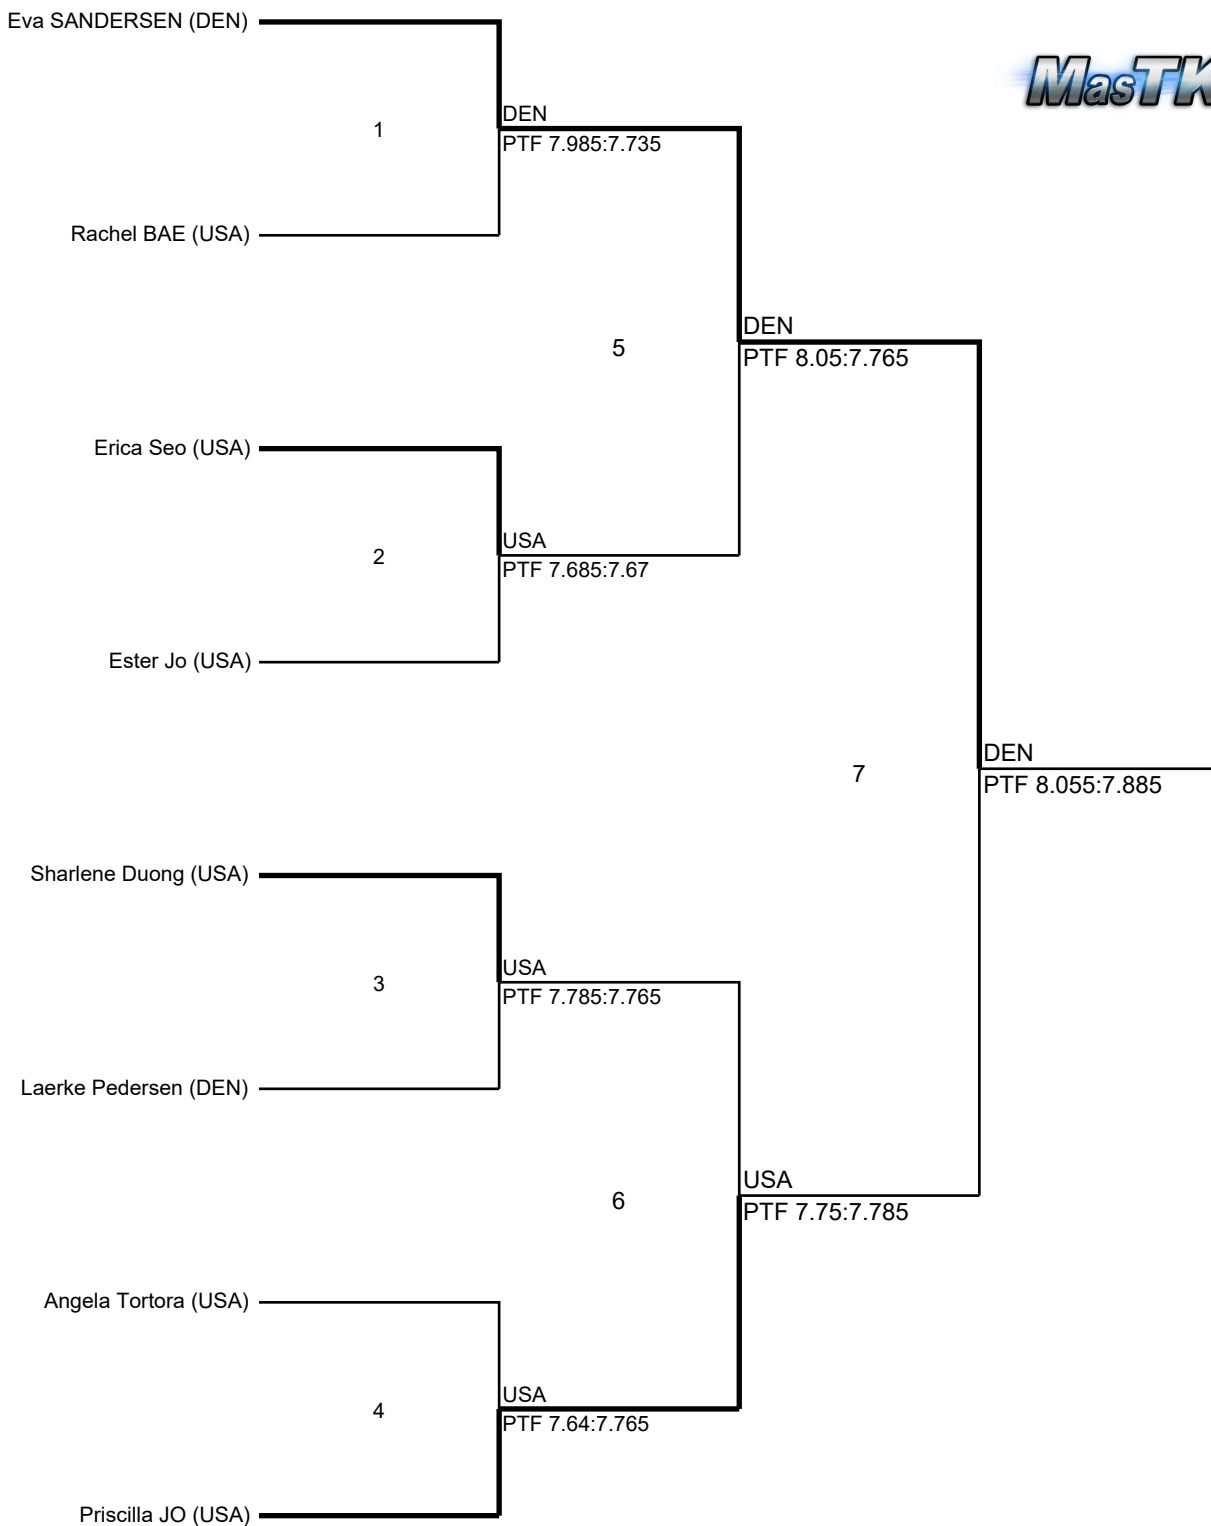 Eva SANDERSEN (DEN)
MasTK
DEN
1
PTF 7.985:7.735
Rachel BAE (USA)
DEN
5
PTF 8.05:7.765
Erica Seo (USA)
USA
2
PTF 7.685:7.67
Ester Jo (USA)
DEN
7
PTF 8.055:7.885
Sharlene Duong (USA)
USA
3
PTF 7.785:7.765
Laerke Pedersen (DEN)
USA
6
PTF 7.75:7.785
Angela Tortora (USA)
USA
4
PTF 7.64:7.765
Priscilla JO (USA)